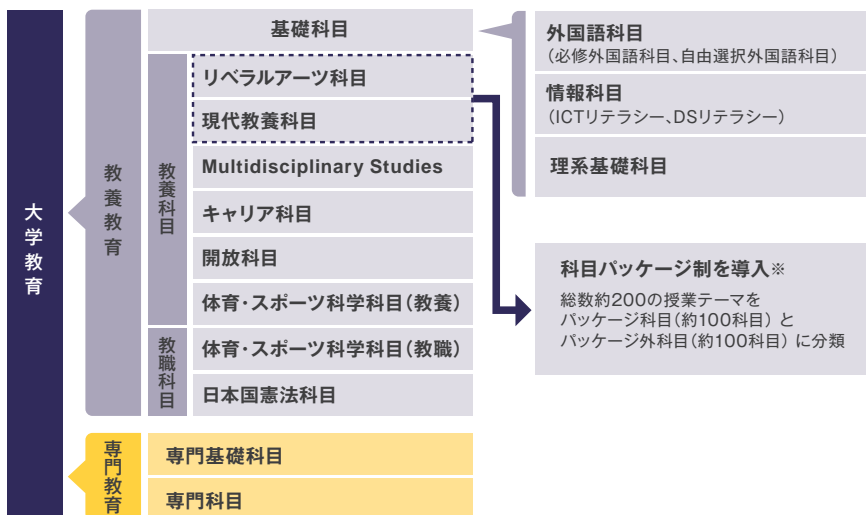 大学教育
教養教育
基礎科目
教養科目
リベラルアーツ科目
現代教養科目
Multidisciplinary Studies
キャリア科目
開放科目
体育・スポーツ科学科目（教養）
教職科目
体育・スポーツ科学科目（教職）
日本国憲法科目
専門教育
専門基礎科目
専門科目
外国語科目
（必修外国語科目、自由選択外国語科目）
情報科目
（ICTリテラシー、DSリテラシー）
理系基礎科目
科目パッケージ制を導入※
総数約200の授業テーマを
パッケージ科目（約100科目） と
パッケージ外科目（約100科目） に分類